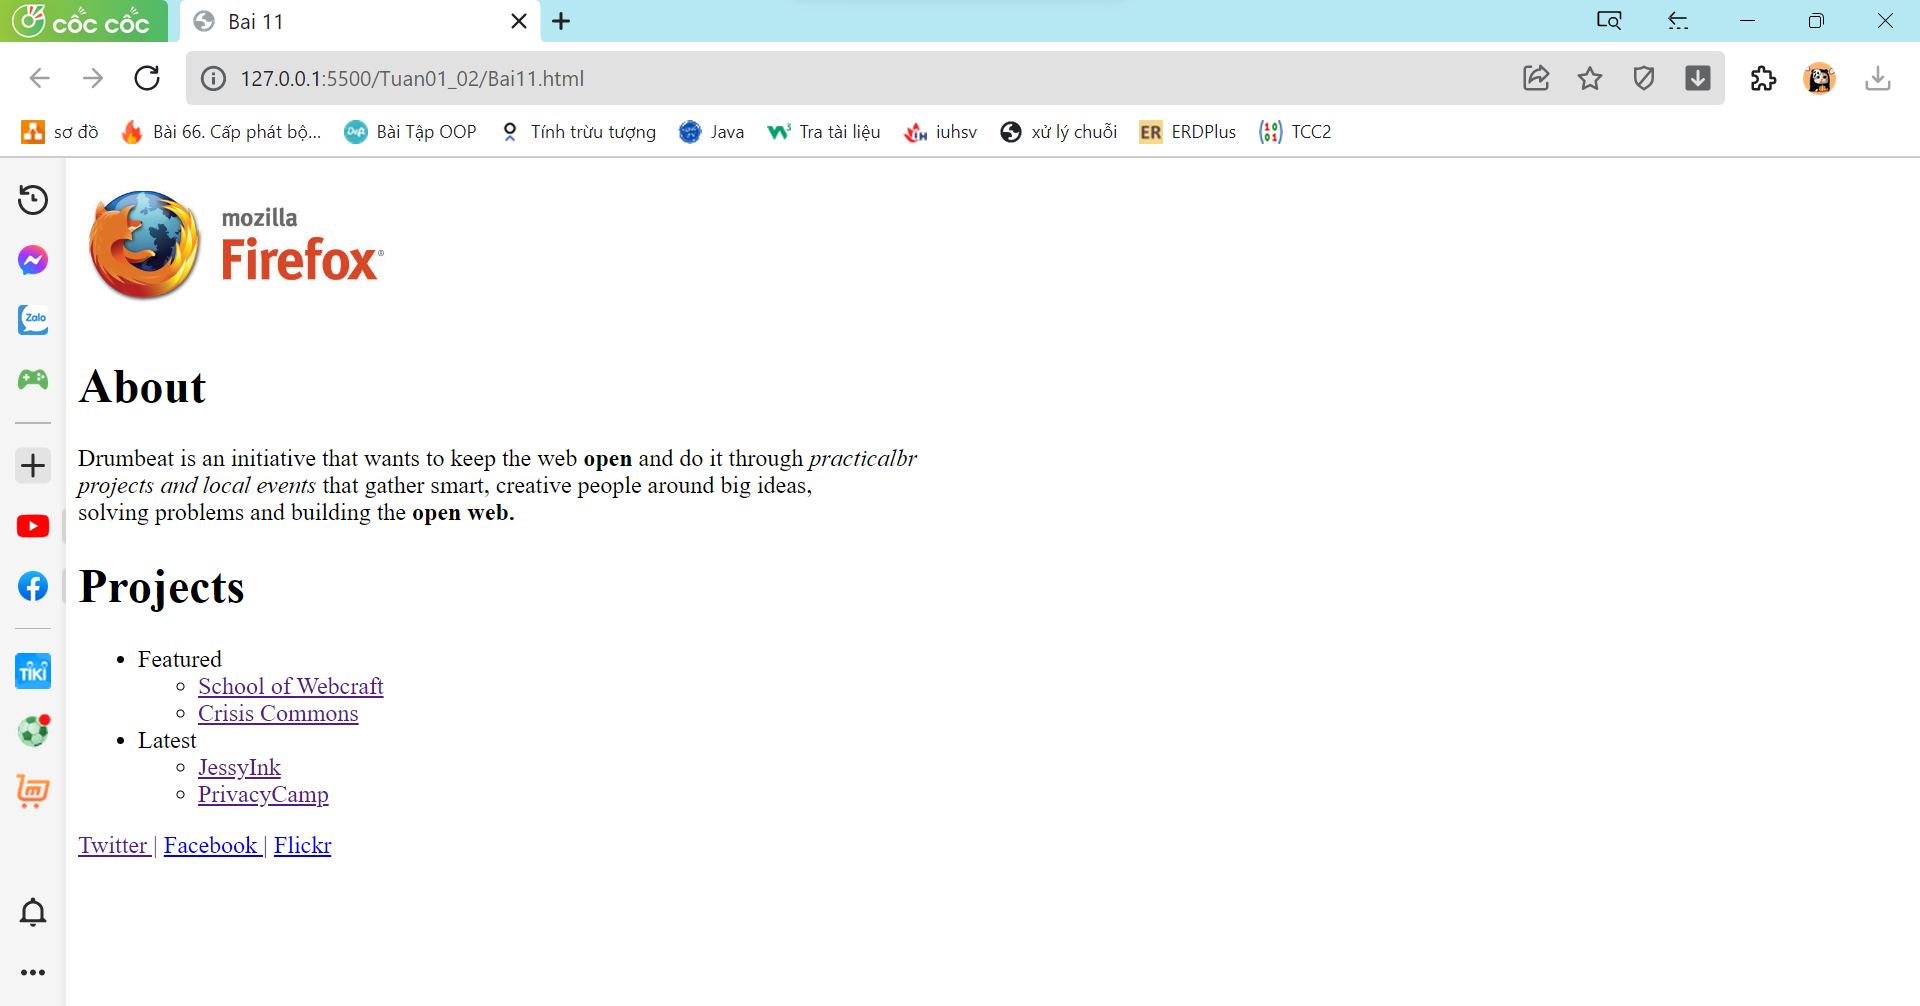 cốc cốc
Bai 11
127.0.0.1:5500/Tuan01_02/Bai11.html
sơ đồ
Bài 66. Cấp phát bộ...
Bài Tập OOP
Tính trừu tượng
Java
Tra tài liệu
iuhsv
xử lý chuỗi
ER ERDPlus
TCC2
mozilla
Firefox®
Zalo
About
Drumbeat is an initiative that wants to keep the web open and do it through practicalbr
projects and local events that gather smart, creative people around big ideas,
solving problems and building the open web.
Projects
• Featured
School of Webcraft
Crisis Commons
• Latest
JessyInk
PrivacyCamp
TIKI
Twitter | Facebook | Flickr